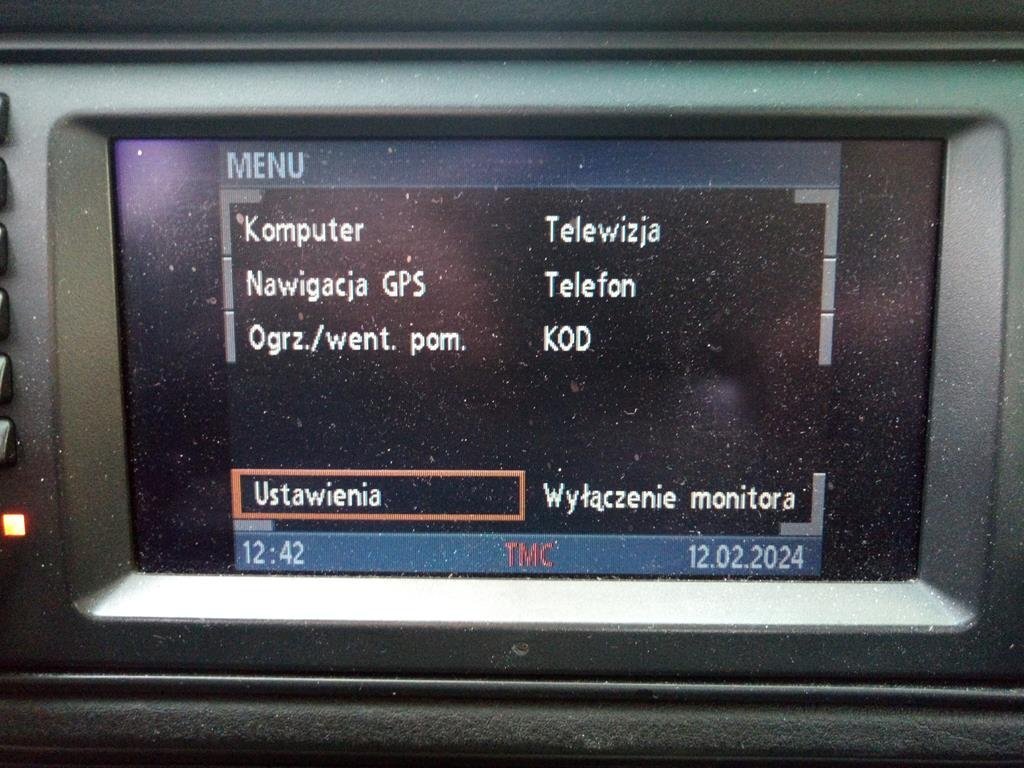 MENU
Komputer Telewizja
Nawigacja GPS Telefon
Ogrz./went. pom. KOD
Ustawienia Wyłączenie monitora
12:42 TMC 12.02.2024